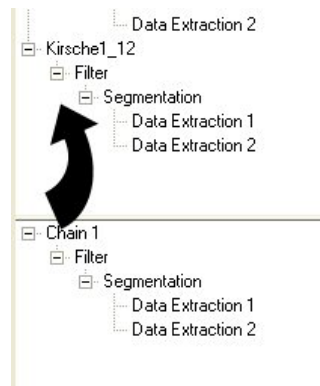 Data Extraction 2
Kirsche1_12
Filter
Segmentation
Data Extraction 1
Data Extraction 2
Chain 1
Filter
Segmentation
Data Extraction 1
Data Extraction 2